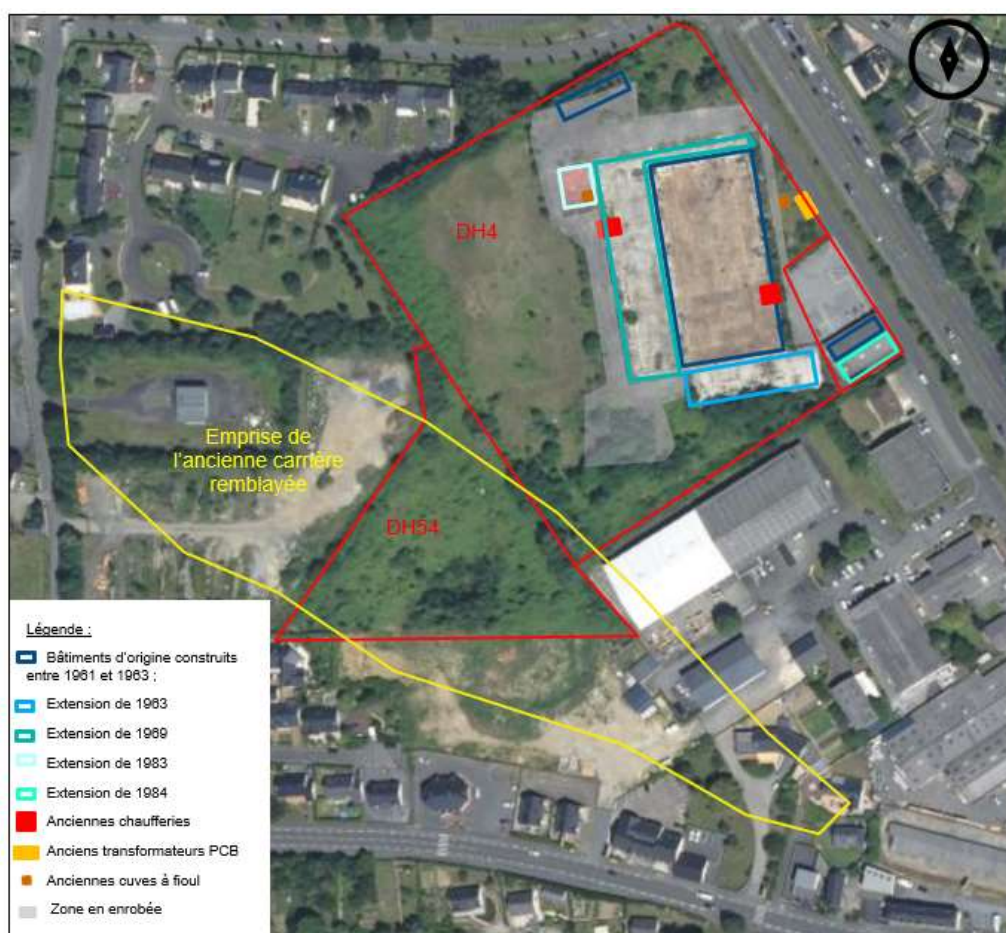 DH4
Emprise de
l'ancienne carrière
remblayée
DH54
Légende :
Bâtiments d'origine construits
entre 1961 et 1963 ;
Extension de 1963
Extension de 1969
Extension de 1983
Extension de 1984
Anciennes chaufferies
Anciens transformateurs PCB
Anciennes cuves à fioul
Zone en enrobée